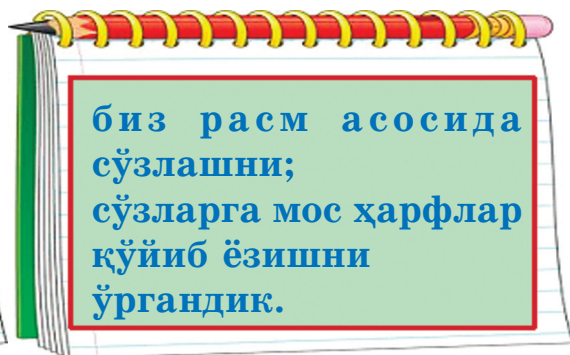 биз расм асосида
сўзлашни;
сўзларга мос ҳарфлар
қўйиб ёзишни
ўргандик.